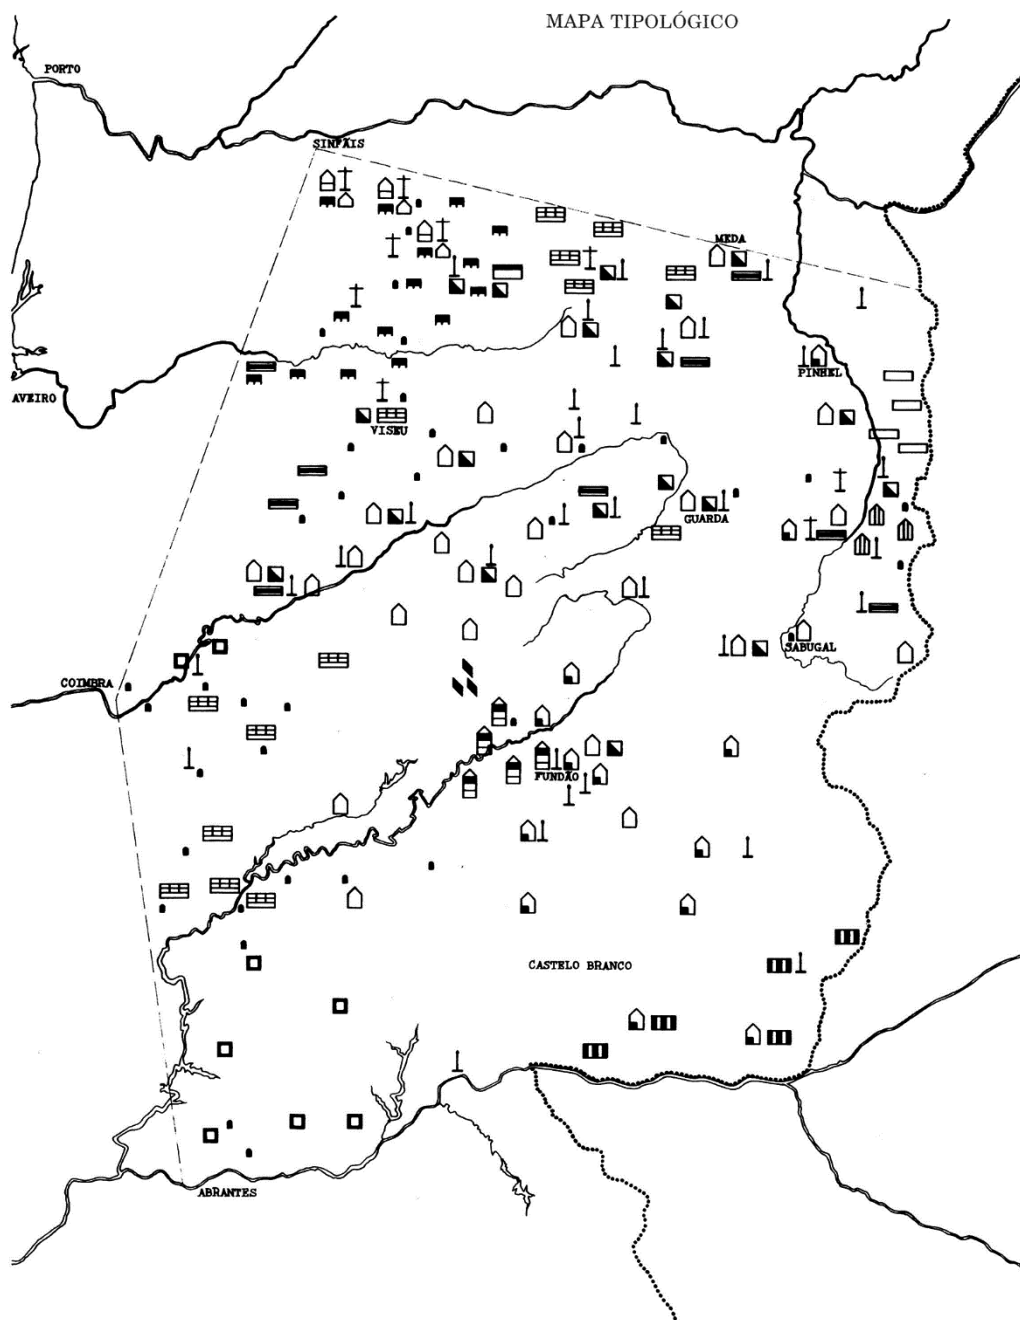 MAPA TIPOLÓGICO
PORTO
SINFÃIS
MEDA
PINHEL
AVEIRO
VISEU
GUARDA
SABUGAL
COIMBRA
FUNDÃO
CASTELO BRANCO
ABRANTES